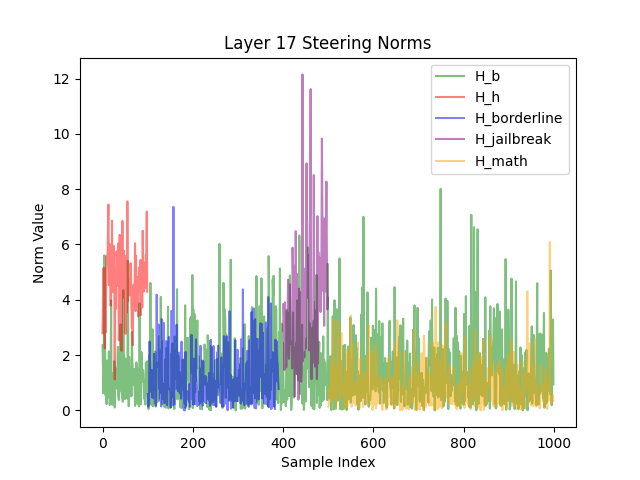 Layer 17 Steering Norms
Norm Value
12
10
8
6
4
2
0
0
200
400
600
800
1000
Sample Index
H_b
H_h
H_borderline
H_jailbreak
H_math